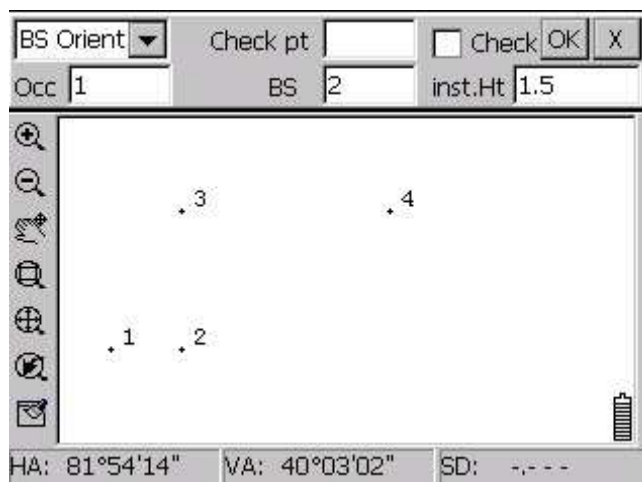 BS Orient Check pt Check OK X
Occ 1 BS 2 inst.Ht 1.5
3 4
1 2
HA: 81°54'14" VA: 40°03'02" SD: -.---